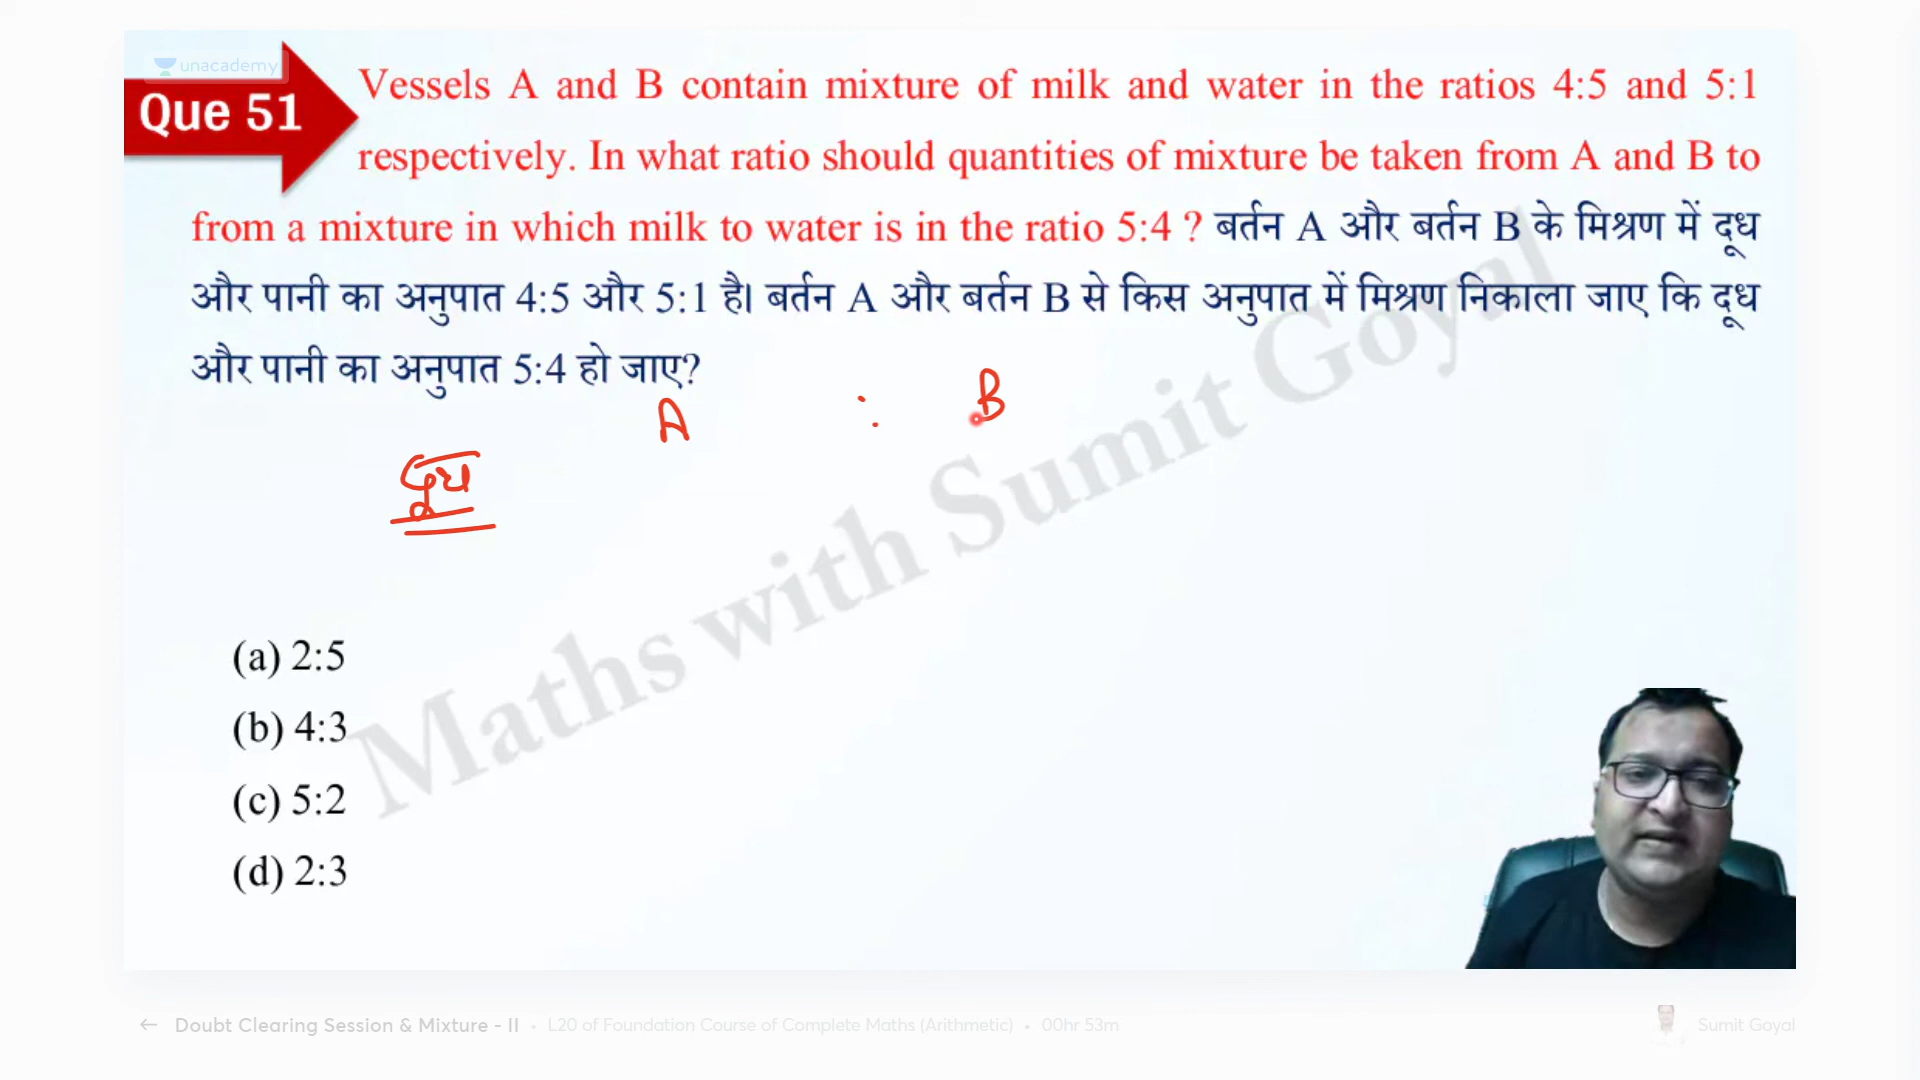 unacademy
Que 51
Vessels A and B contain mixture of milk and water in the ratios 4:5 and 5:1
respectively. In what ratio should quantities of mixture be taken from A and B to
from a mixture in which milk to water is in the ratio 5:4 ? बर्तन A और बर्तन B के मिश्रण में दूध
और पानी का अनुपात 4:5 और 5:1 है। बर्तन A और बर्तन B से किस अनुपात में मिश्रण निकाला जाए कि दूध
और पानी का अनुपात 5:4 हो जाए?
A : B
दूध
(a) 2:5
(b) 4:3
(c) 5:2
(d) 2:3
Maths with Sumit Goyal
← Doubt Clearing Session & Mixture - II • L20 of Foundation Course of Complete Maths (Arithmetic) • 00hr 53m
Sumit Goyal